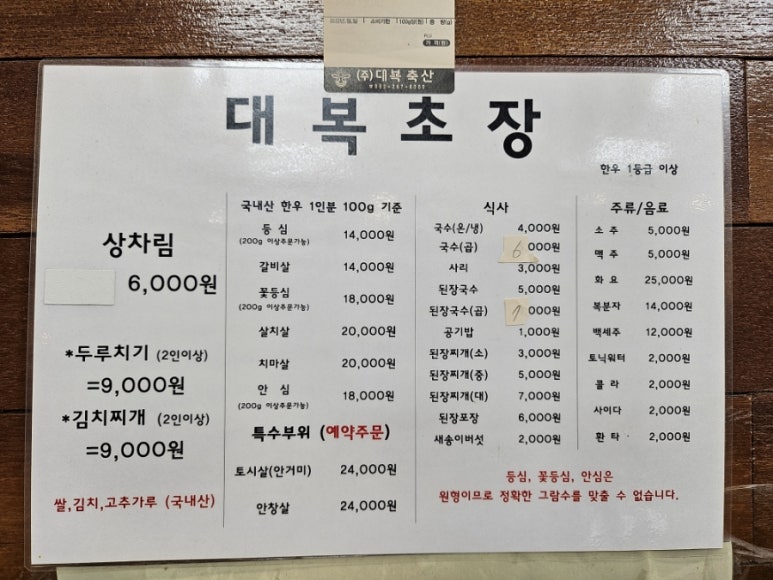 (주)대복축산
대복초장
한우 1등급 이상
상차림
6,000원
*두루치기 (2인이상)
=9,000원
*김치찌개 (2인이상)
=9,000원
쌀,김치,고추가루 (국내산)
국내산 한우 1인분 100g 기준
등심 14,000원
(200g 이상주문가능)
갈비살 14,000원
꽃등심 18,000원
(200g 이상주문가능)
살치살 20,000원
치마살 20,000원
안심 18,000원
(200g 이상주문가능)
특수부위 (예약주문)
토시살(안거미) 24,000원
안창살 24,000원
식사
국수(온/냉) 4,000원
국수(곱) 6 000원
사리 3,000원
된장국수 5,000원
된장국수(곱) 7 000원
공기밥 1,000원
된장찌개(소) 3,000원
된장찌개(중) 5,000원
된장찌개(대) 7,000원
된장포장 6,000원
새송이버섯 2,000원
등심, 꽃등심, 안심은
원형이므로 정확한 그람수를 맞출 수 없습니다.
주류/음료
소주 5,000원
맥주 5,000원
화요 25,000원
복분자 14,000원
백세주 12,000원
토닉워터 2,000원
콜라 2,000원
사이다 2,000원
환타 2,000원